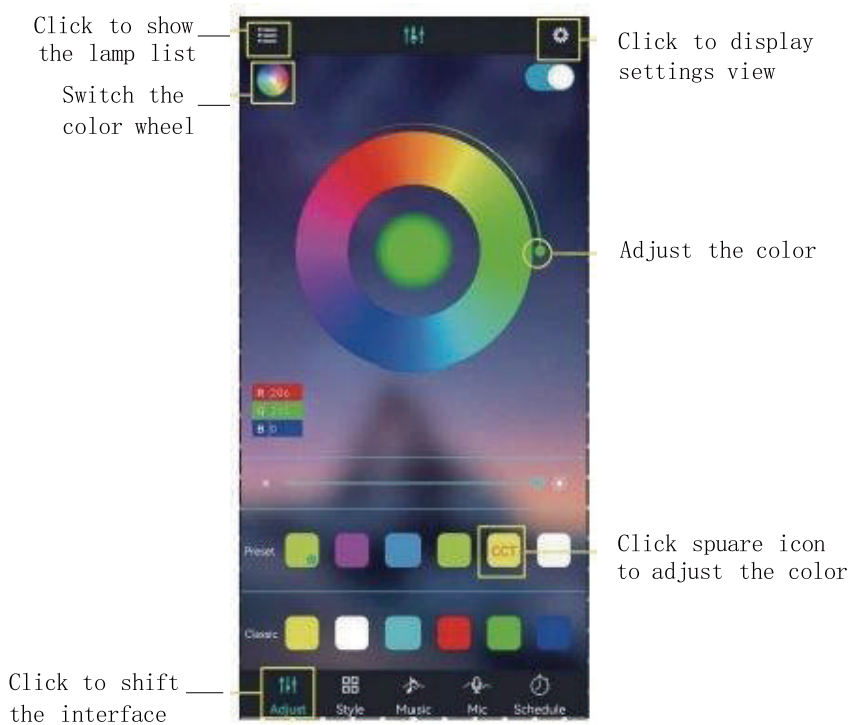 Click to show
the lamp list
Click to display
settings view
Switch the
color wheel
Adjust the color
R 206
G
B 0
Preset
CCT
Click spuare icon
to adjust the color
Classic
Click to shift
the interface
Adjust
Style
Music
Mic
Schedule